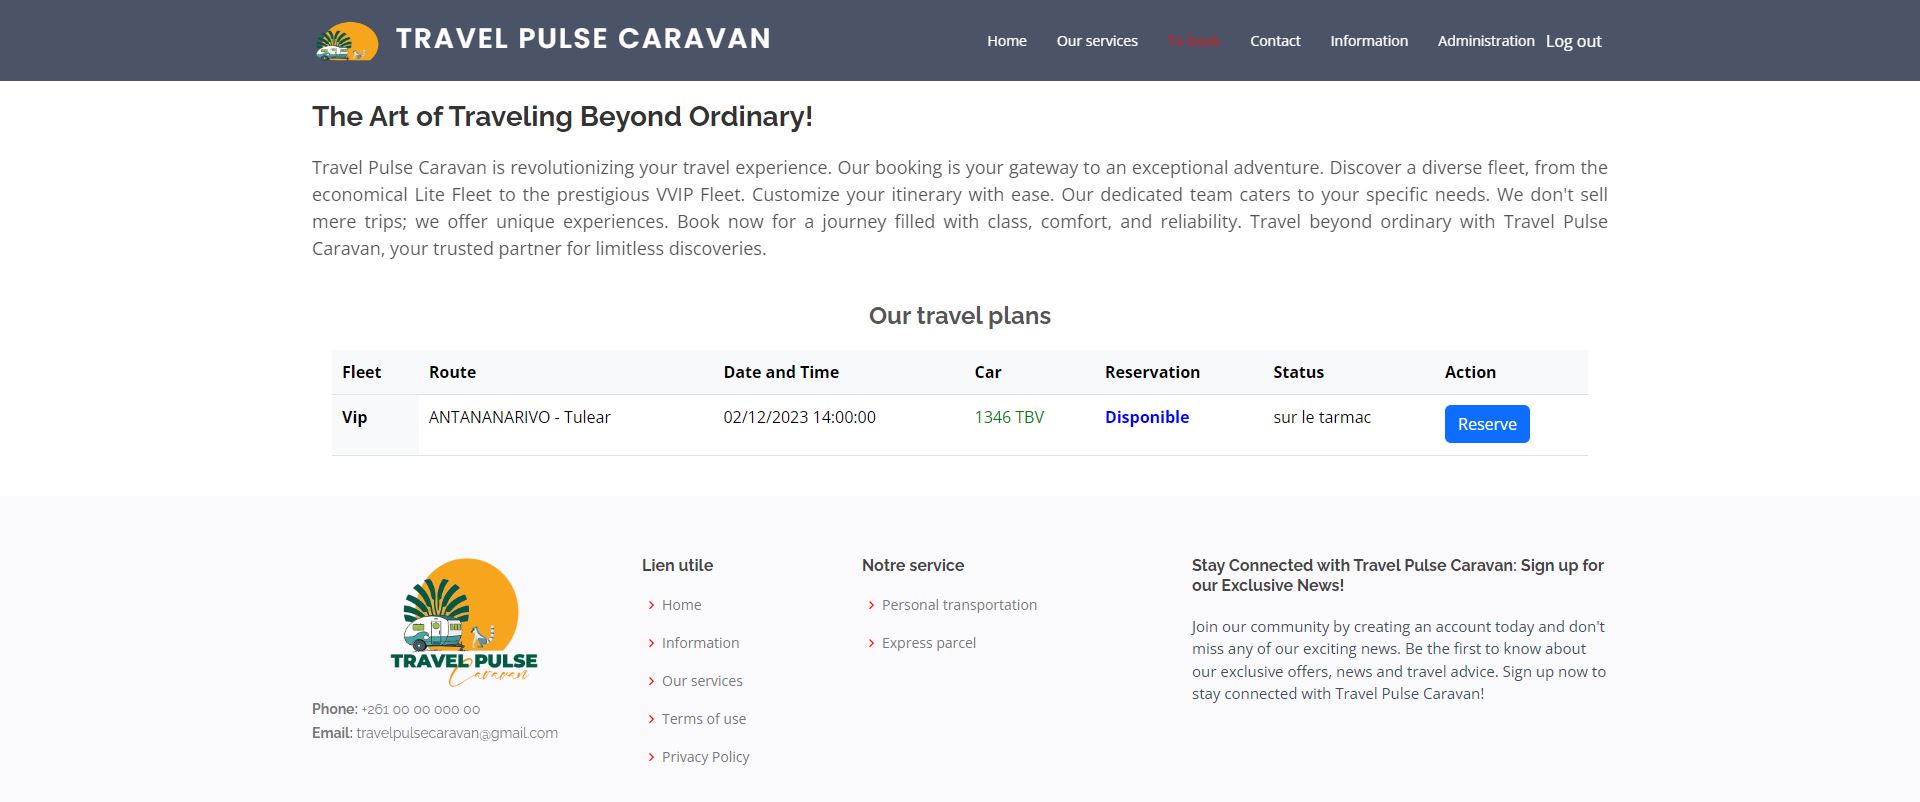 TRAVEL PULSE CARAVAN
Home Our services To book Contact Information Administration Log out
The Art of Traveling Beyond Ordinary!
Travel Pulse Caravan is revolutionizing your travel experience. Our booking is your gateway to an exceptional adventure. Discover a diverse fleet, from the
economical Lite Fleet to the prestigious VVIP Fleet. Customize your itinerary with ease. Our dedicated team caters to your specific needs. We don't sell
mere trips; we offer unique experiences. Book now for a journey filled with class, comfort, and reliability. Travel beyond ordinary with Travel Pulse
Caravan, your trusted partner for limitless discoveries.
Our travel plans
Fleet Route Date and Time Car Reservation Status Action
Vip ANTANANARIVO - Tulear 02/12/2023 14:00:00 1346 TBV Disponible sur le tarmac Reserve
TRAVEL PULSE
Caravan
Phone: +261 00 00 000 00
Email: travelpulsecaravan@gmail.com
Lien utile
Home
Information
Our services
Terms of use
Privacy Policy
Notre service
Personal transportation
Express parcel
Stay Connected with Travel Pulse Caravan: Sign up for
our Exclusive News!
Join our community by creating an account today and don't
miss any of our exciting news. Be the first to know about
our exclusive offers, news and travel advice. Sign up now to
stay connected with Travel Pulse Caravan!